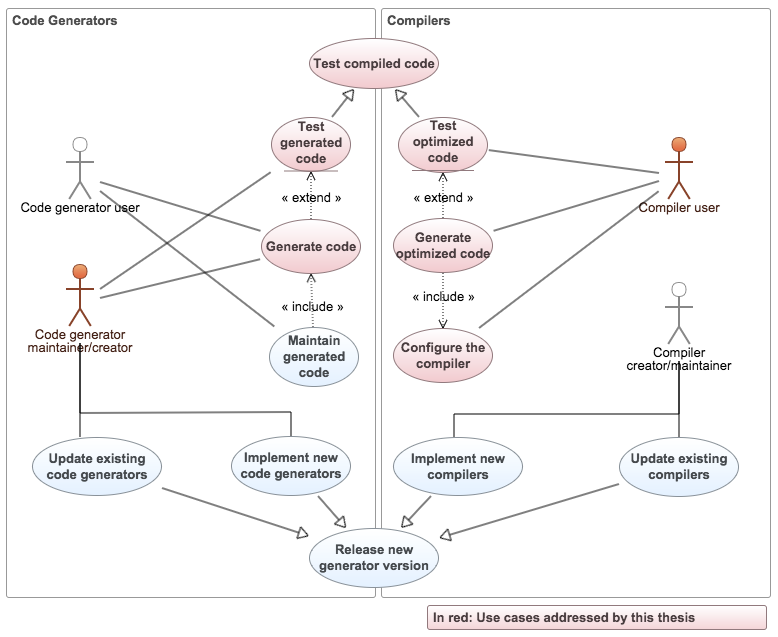 Code Generators
Compilers
Test compiled code
Test
generated
code
Test
optimized
code
« extend »
« extend »
Code generator user
Compiler user
Generate code
Generate
optimized code
« include »
« include »
Code generator
maintainer/creator
Maintain
generated
code
Configure the
compiler
Compiler
creator/maintainer
Update existing
code generators
Implement new
code generators
Implement new
compilers
Update existing
compilers
Release new
generator version
In red: Use cases addressed by this thesis